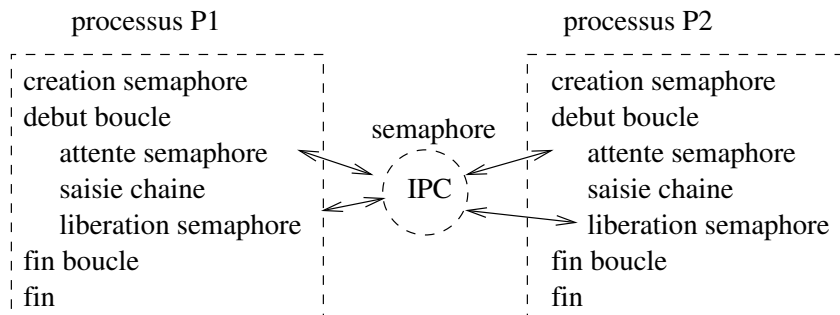 processus P1
creation semaphore
debut boucle
attente semaphore
saisie chaine
liberation semaphore
fin boucle
fin
semaphore
IPC
processus P2
creation semaphore
debut boucle
attente semaphore
saisie chaine
liberation semaphore
fin boucle
fin